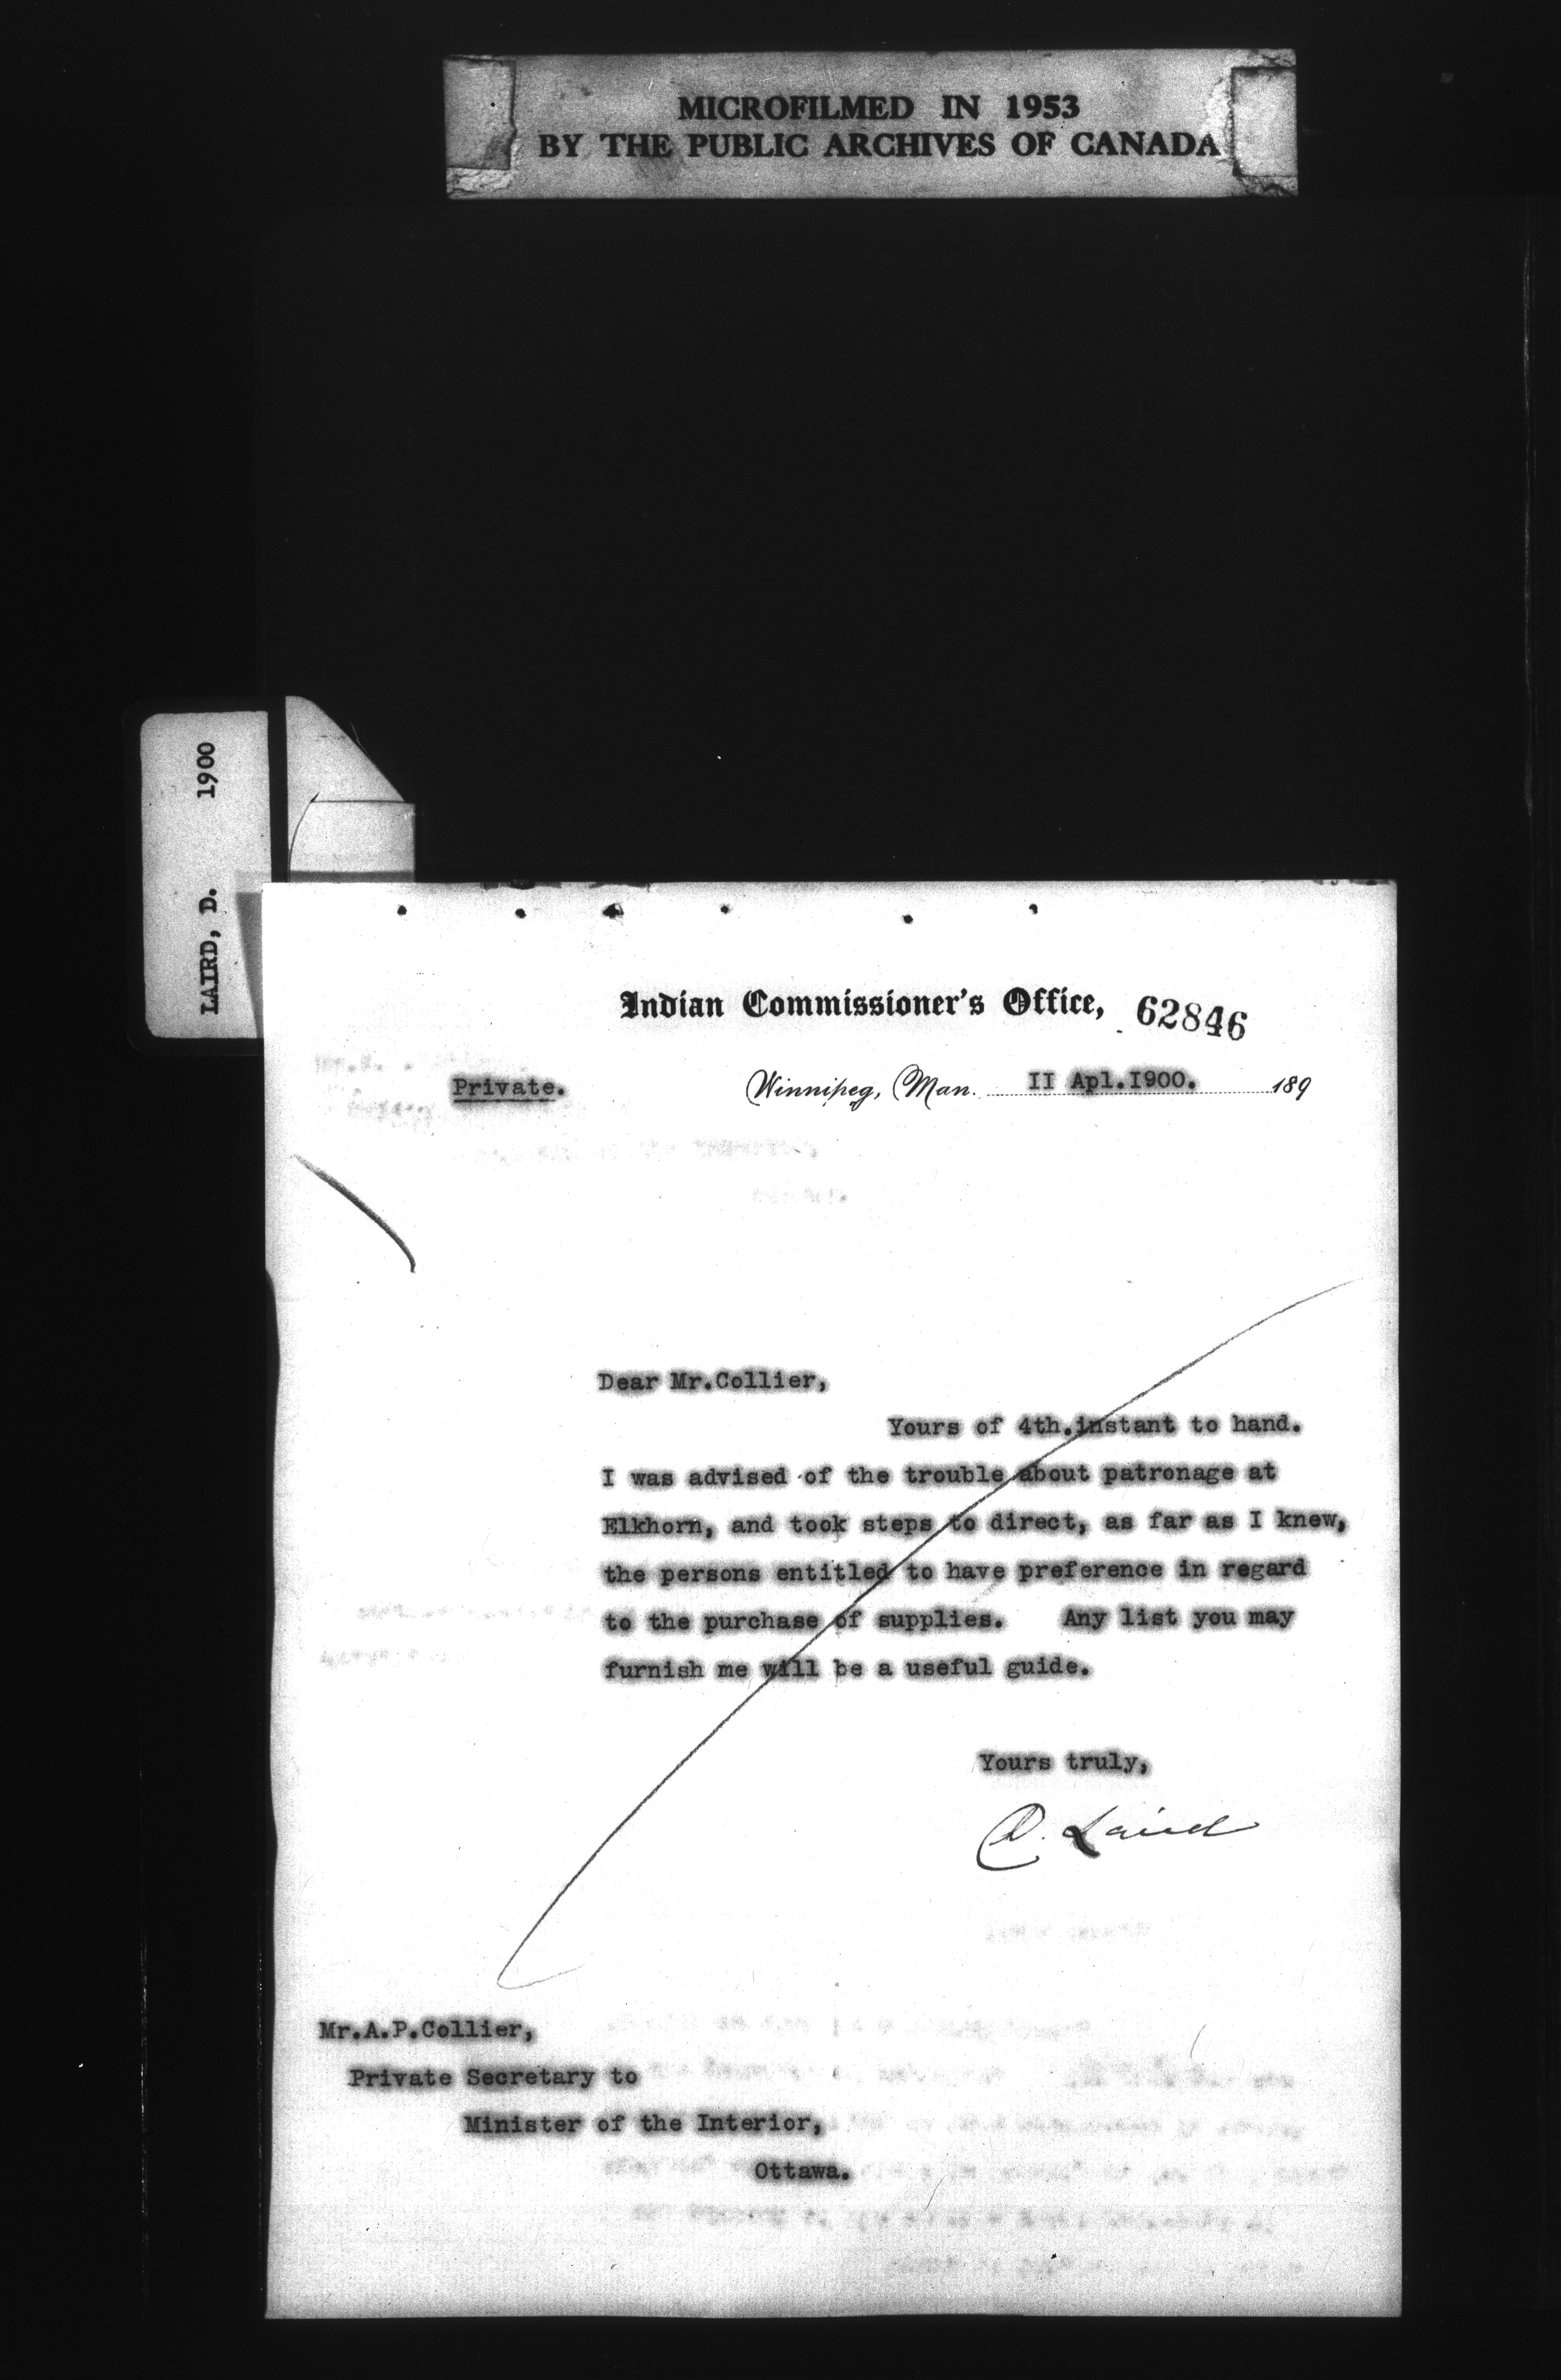 MICROFILMED IN 1953
BY THE PUBLIC ARCHIVES OF CANADA
LAIRD, D. 1900
Indian Commissioner's Office, 62846
Private. Winnipeg, Man. II Apl.I900. 189
Dear Mr.Collier,
Yours of 4th.instant to hand.
I was advised of the trouble about patronage at
Elkhorn, and took steps to direct, as far as I knew,
the persons entitled to have preference in regard
to the purchase of supplies. Any list you may
furnish me will be a useful guide.
Yours truly,
D. Laird
Mr.A.P.Collier,
Private Secretary to
Minister of the Interior,
Ottawa.